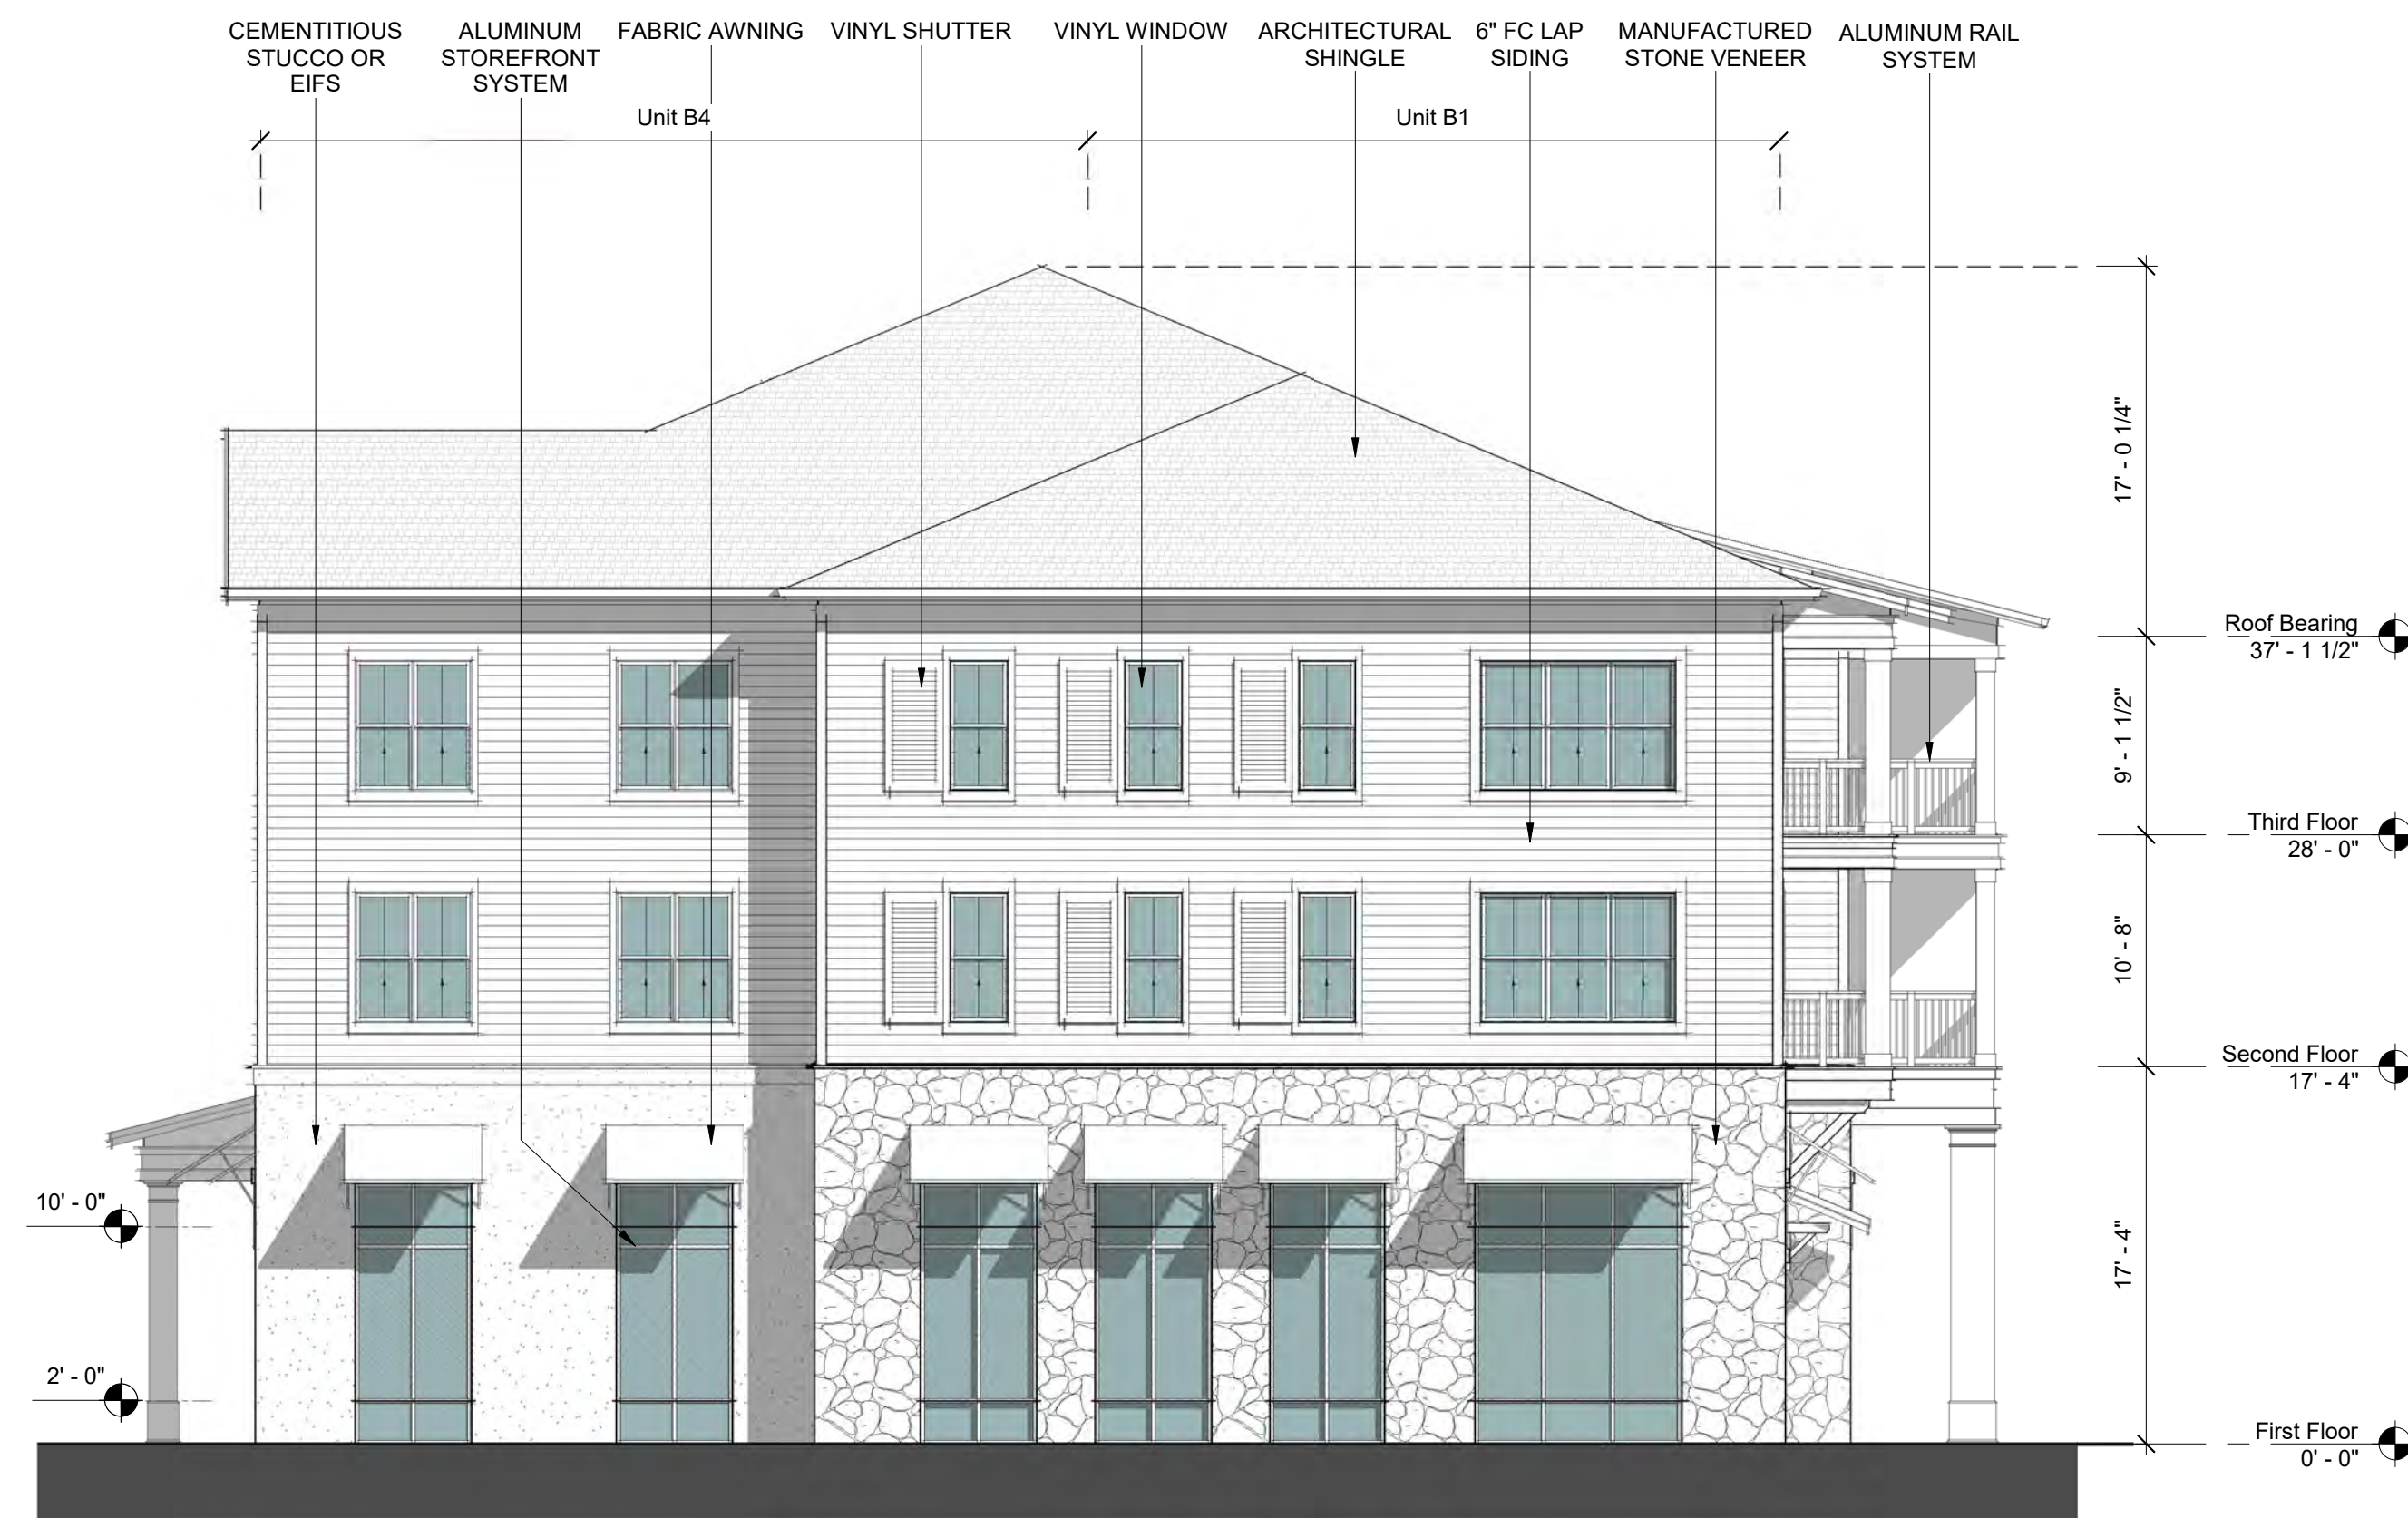 CEMENTITIOUS
STUCCO OR
EIFS
ALUMINUM
STOREFRONT
SYSTEM
FABRIC AWNING
VINYL SHUTTER
VINYL WINDOW
ARCHITECTURAL
SHINGLE
6" FC LAP
SIDING
MANUFACTURED
STONE VENEER
ALUMINUM RAIL
SYSTEM
Unit B4
Unit B1
17' - 0 1/4"
Roof Bearing
37' - 1 1/2"
9' - 1 1/2"
Third Floor
28' - 0"
10' - 8"
Second Floor
17' - 4"
17' - 4"
10' - 0"
2' - 0"
First Floor
0' - 0"